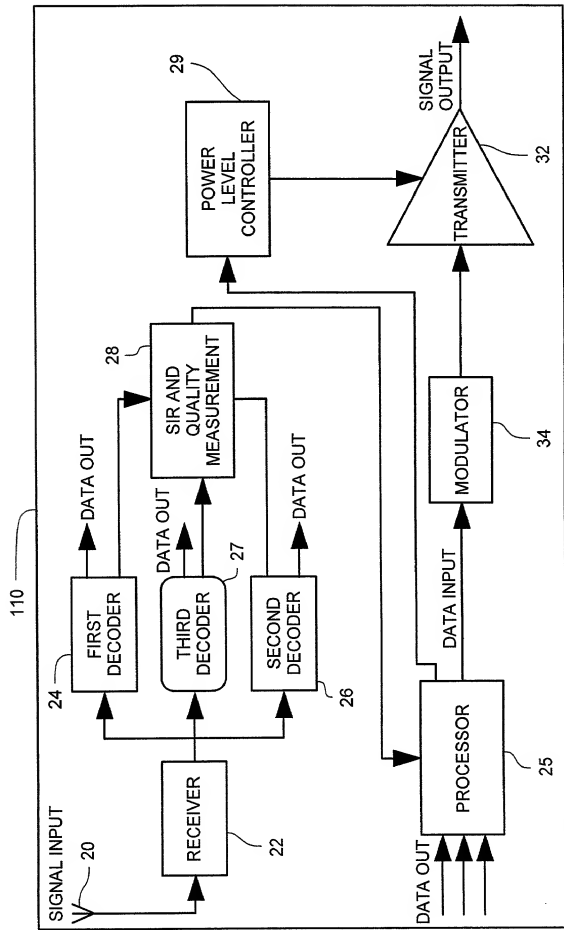 110
SIGNAL INPUT
20
RECEIVER
22
24
FIRST
DECODER
DATA OUT
THIRD
DECODER
27
DATA OUT
SECOND
DECODER
26
DATA OUT
28
SIR AND
QUALITY
MEASUREMENT
29
POWER
LEVEL
CONTROLLER
DATA OUT
PROCESSOR
25
DATA INPUT
MODULATOR
34
TRANSMITTER
32
SIGNAL
OUTPUT